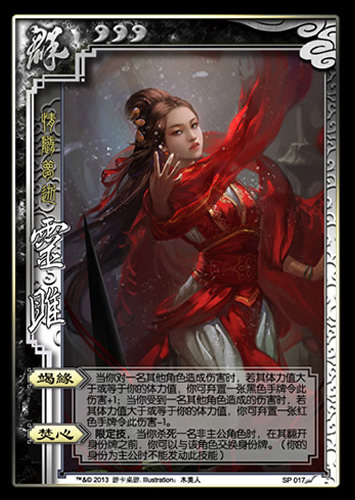 群
情隨夢逝
靈雎
竭緣
当你对一名其他角色造成伤害时，若其体力值大
于或等于你的体力值，你可弃置一张黑色手牌令此
伤害+1；当你受到一名其他角色造成的伤害时，若
其体力值大于或等于你的体力值，你可弃置一张红
色手牌令此伤害-1。
焚心
限定技，当你杀死一名非主公角色时，在其翻开
身份牌之前，你可以与该角色交换身份牌。（你的
身份为主公时不能发动此技能）
™&© 2013 游卡桌游. Illustration: 木美人
SP 017